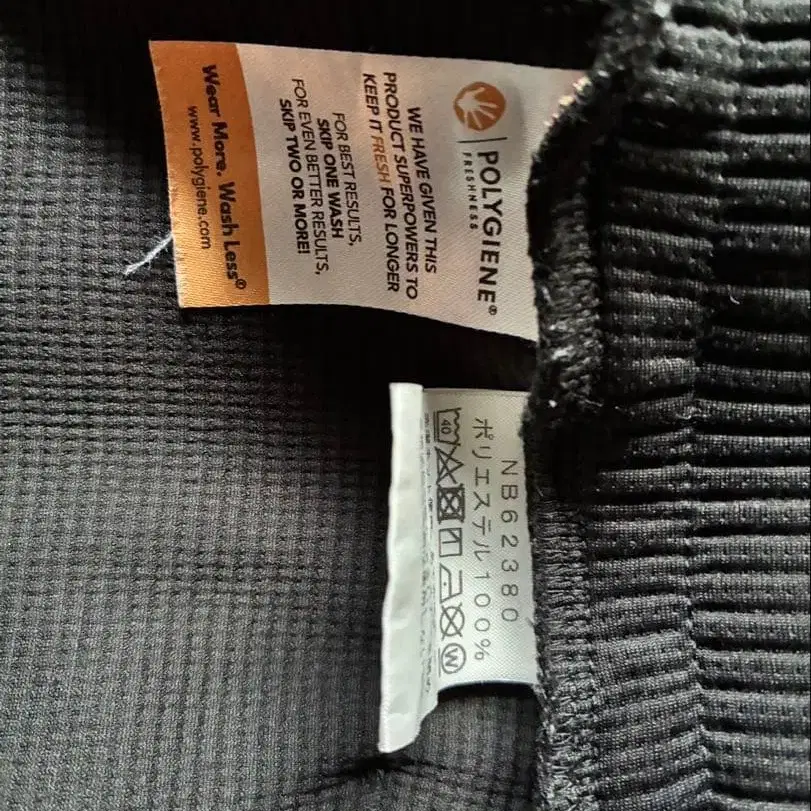 POLYGIENE®
FRESHNESS
WE HAVE GIVEN THIS
PRODUCT SUPERPOWERS TO
KEEP IT FRESH FOR LONGER
FOR BEST RESULTS,
SKIP ONE WASH
FOR EVEN BETTER RESULTS,
SKIP TWO OR MORE!
Wear More. Wash Less®
www.polygiene.com
NB62380
ポリエステル100%
40
W